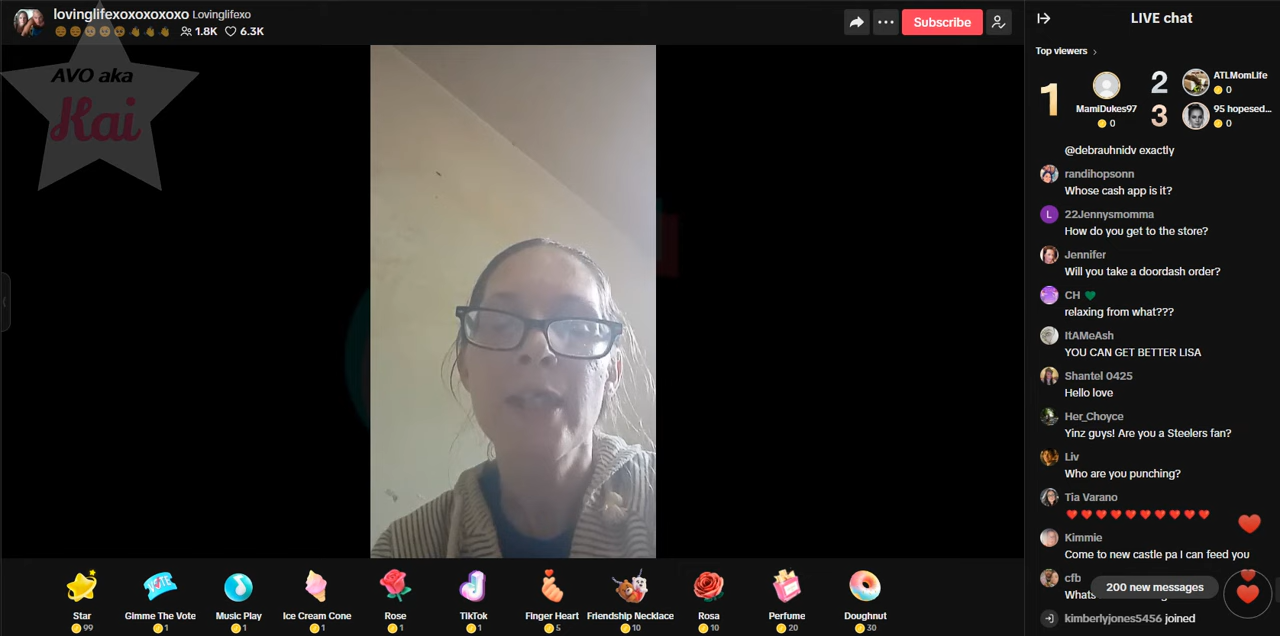 lovinglifexoxoxoxoxo Lovinglifexo
1.8K 6.3K
Subscribe
AVO aka
Kai
LIVE chat
Top viewers
1
MamiDukes97
0
2
ATLMomLife
0
3
95 hopesed...
0
@debrauhnidv exactly
randihopsonn
Whose cash app is it?
L
22Jennysmomma
How do you get to the store?
Jennifer
Will you take a doordash order?
CH 💚
relaxing from what???
ItAMeAsh
YOU CAN GET BETTER LISA
Shantel 0425
Hello love
Her_Choyce
Yinz guys! Are you a Steelers fan?
Liv
Who are you punching?
Tia Varano
❤️❤️❤️❤️❤️❤️❤️❤️❤️❤️
Kimmie
Come to new castle pa I can feed you
cfb
Whats
200 new messages
kimberlyjones5456 joined
Star
99
VOTE
Gimme The Vote
1
Music Play
1
Ice Cream Cone
1
Rose
1
TikTok
1
Finger Heart
5
Friendship Necklace
10
Rosa
10
Perfume
20
Doughnut
30